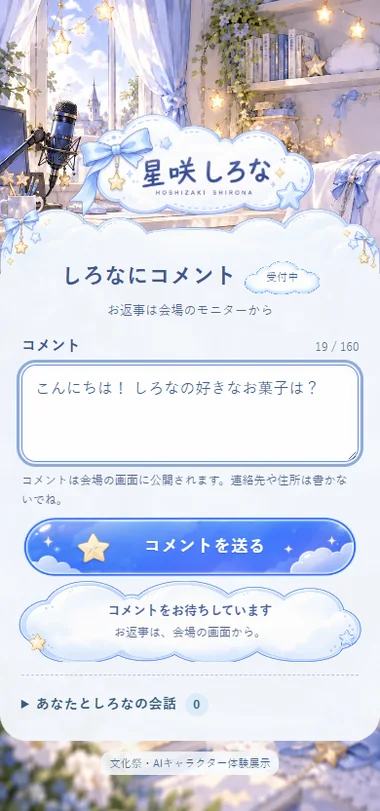 星咲 しろな
HOSHIZAKI SHIRONA
しろなにコメント
受付中
お返事は会場のモニターから
コメント
19 / 160
こんにちは！ しろなの好きなお菓子は？
コメントは会場の画面に公開されます。連絡先や住所は書かな
いでね。
コメントを送る
コメントをお待ちしています
お返事は、会場の画面から。
▶ あなたとしろなの会話 0
文化祭・AIキャラクター体験展示